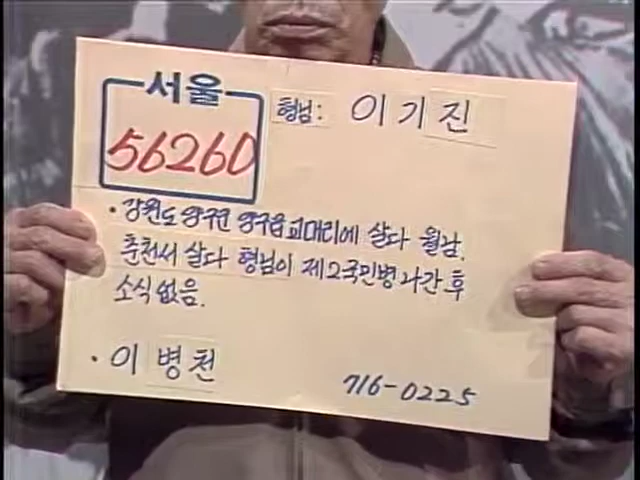 서울
56260
형님: 이기진
· 강원도 양구면 양구읍 교대리에 살다 월남.
춘천서 살다 형님이 제2국민병 나간 후
소식없음.
· 이병천
716-0225